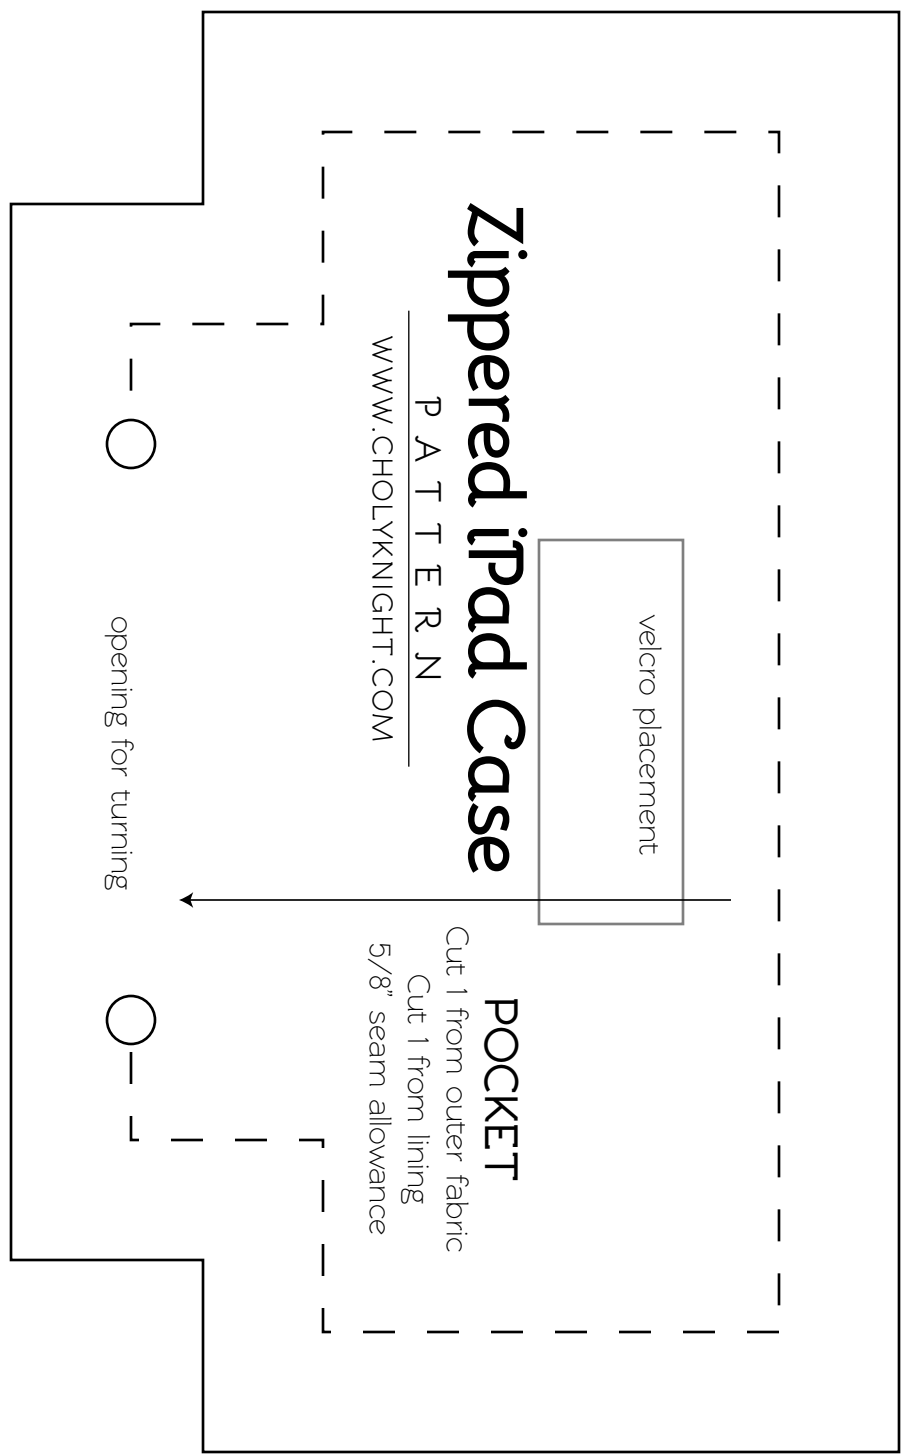 velcro placement
Zippered iPad Case
PATTERN
WWW.CHOLYKNIGHT.COM
POCKET
Cut 1 from outer fabric
Cut 1 from lining
5/8" seam allowance
opening for turning